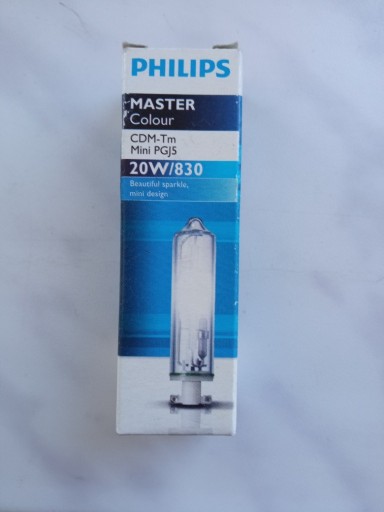 PHILIPS
MASTER
Colour
CDM-Tm
Mini PGJ5
20W/830
Beautiful sparkle,
mini design